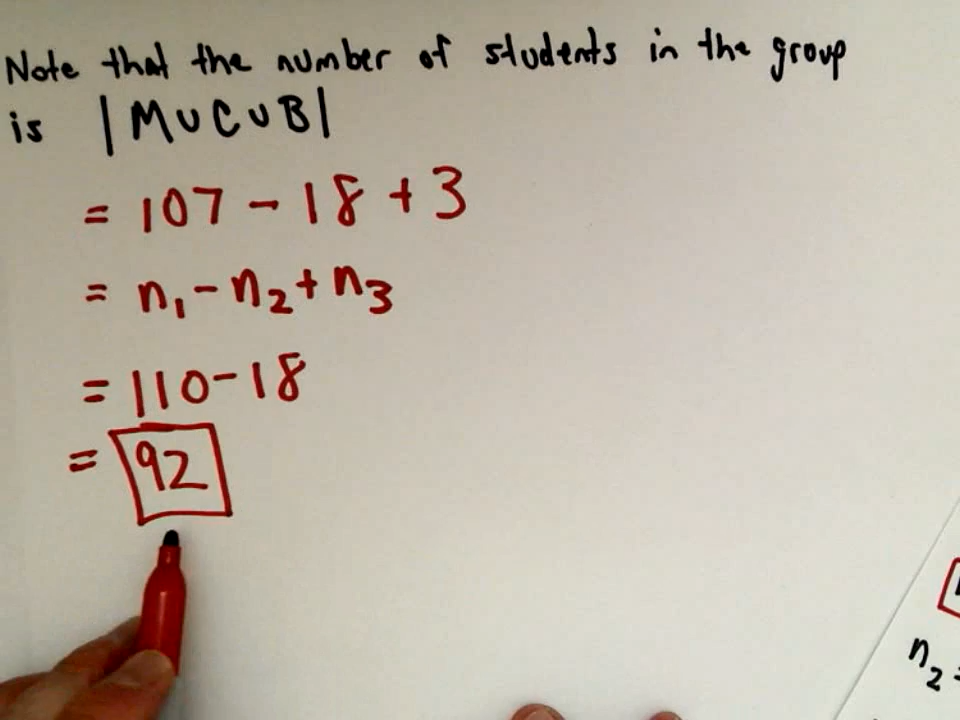 Note that the number of students in the group
is |M∪C∪B|
= 107 - 18 + 3
= n₁ - n₂ + n₃
= 110 - 18
= 92
n₂ =